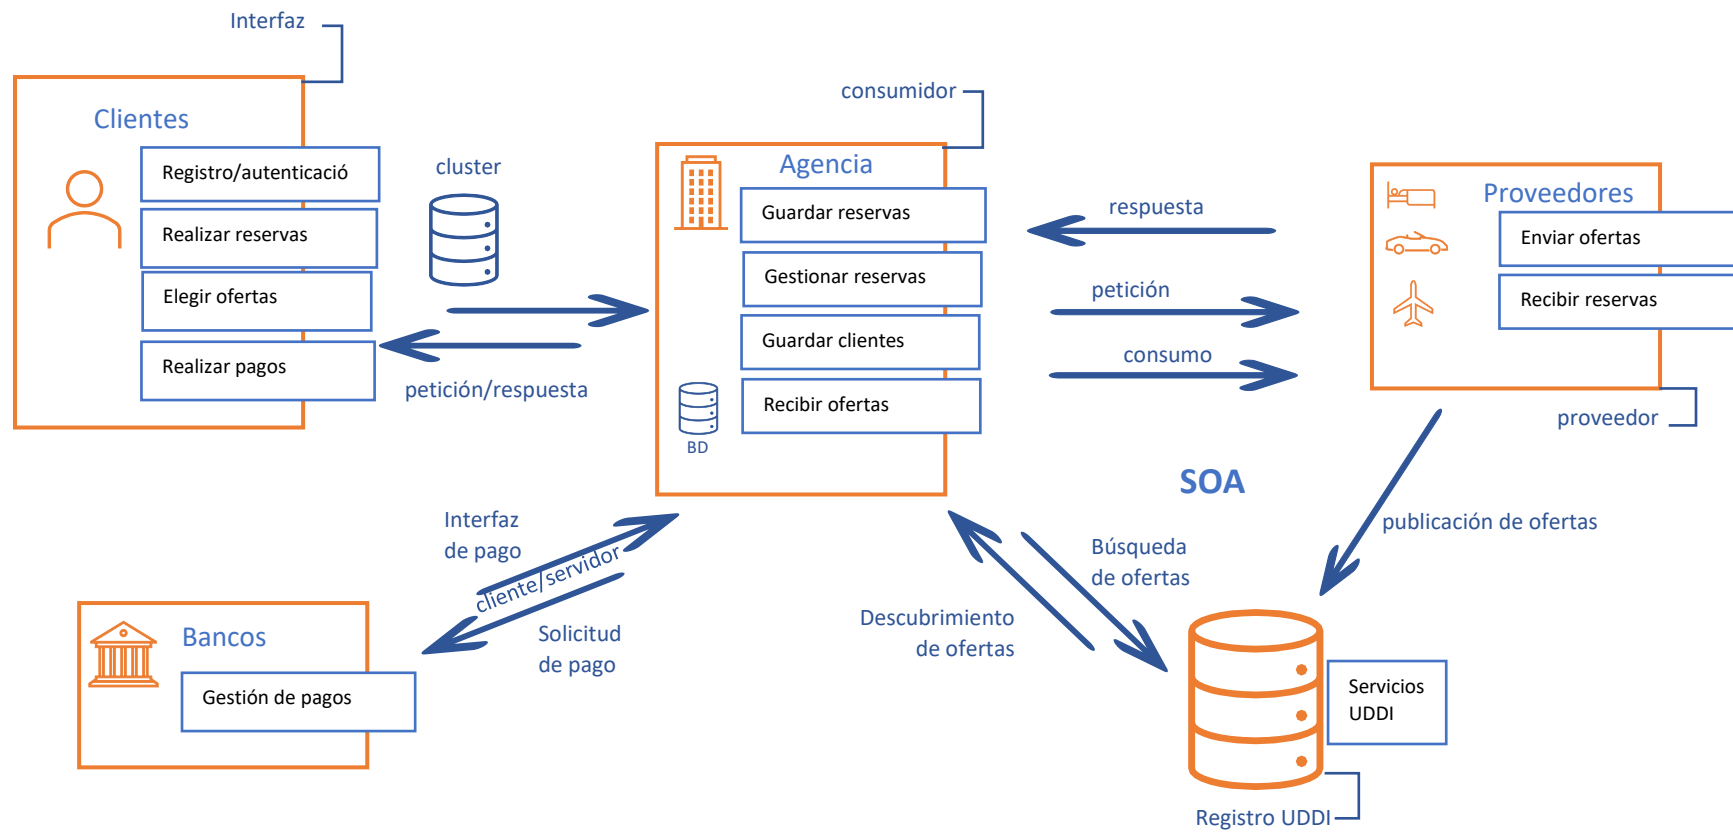 Interfaz
Clientes
Registro/autenticació
Realizar reservas
Elegir ofertas
Realizar pagos
cluster
petición/respuesta
consumidor
Agencia
Guardar reservas
Gestionar reservas
Guardar clientes
Recibir ofertas
BD
respuesta
petición
consumo
Proveedores
Enviar ofertas
Recibir reservas
proveedor
SOA
publicación de ofertas
Interfaz
de pago
cliente/servidor
Solicitud
de pago
Bancos
Gestión de pagos
Búsqueda
de ofertas
Descubrimiento
de ofertas
Servicios
UDDI
Registro UDDI